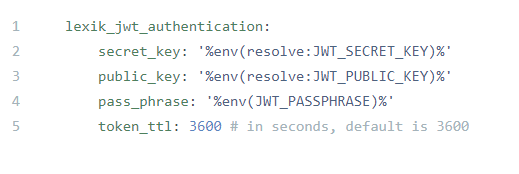 1 lexik_jwt_authentication:
2     secret_key: '%env(resolve:JWT_SECRET_KEY)%'
3     public_key: '%env(resolve:JWT_PUBLIC_KEY)%'
4     pass_phrase: '%env(JWT_PASSPHRASE)%'
5     token_ttl: 3600 # in seconds, default is 3600